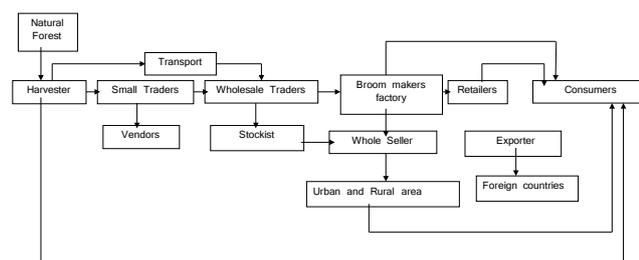 Natural
Forest
Transport
Harvester
Small Traders
Wholesale Traders
Broom makers
factory
Retailers
Consumers
Vendors
Stockist
Whole Seller
Exporter
Urban and Rural area
Foreign countries